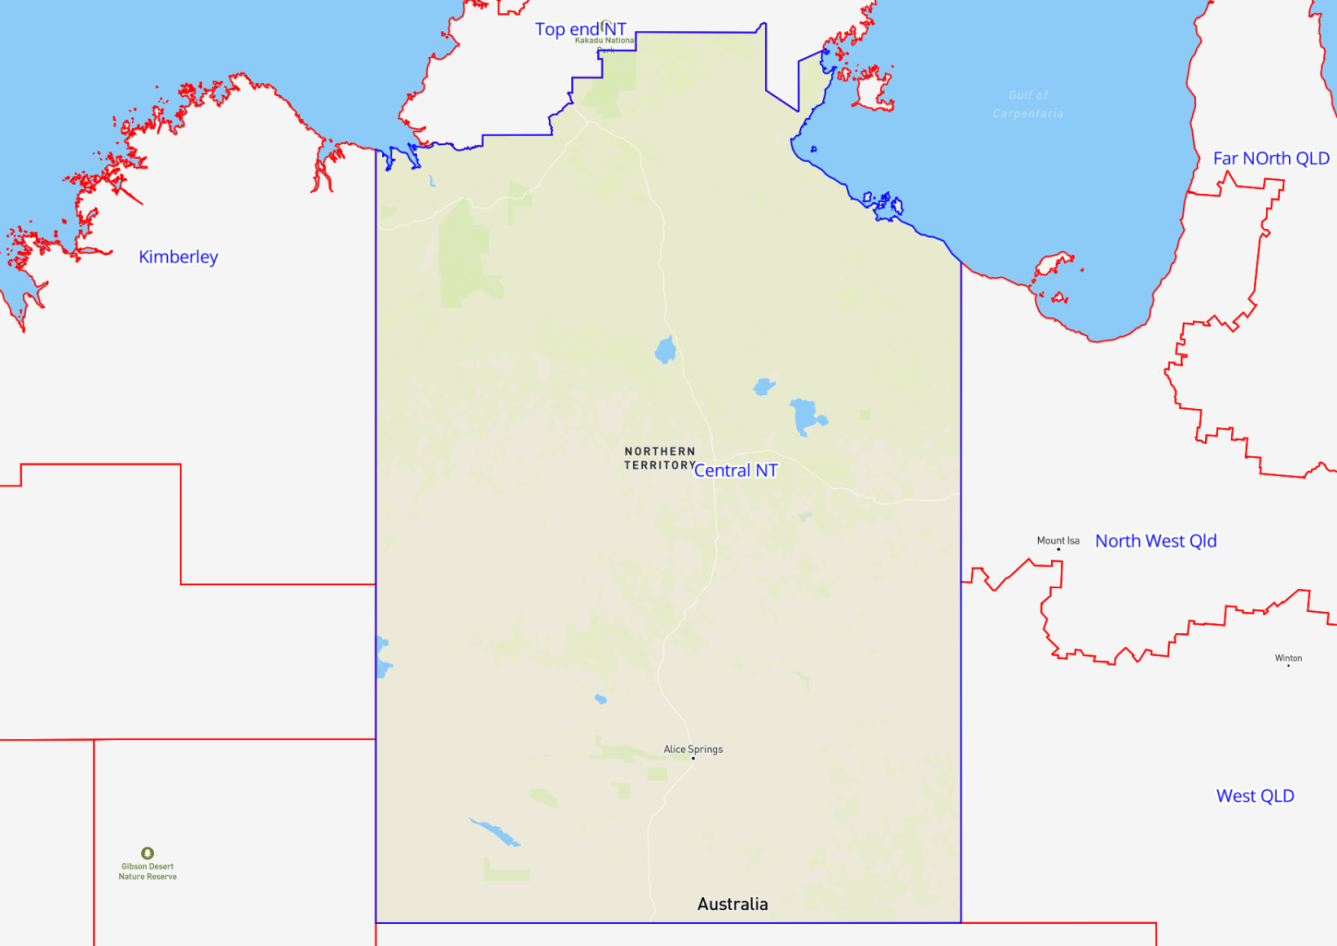 Top end NT
Kakadu National
Park
Gulf of
Carpentaria
Far NOrth QLD
Kimberley
NORTHERN
TERRITORY
Central NT
Mount Isa
North West Qld
Winton
Alice Springs
West QLD
Gibson Desert
Nature Reserve
Australia